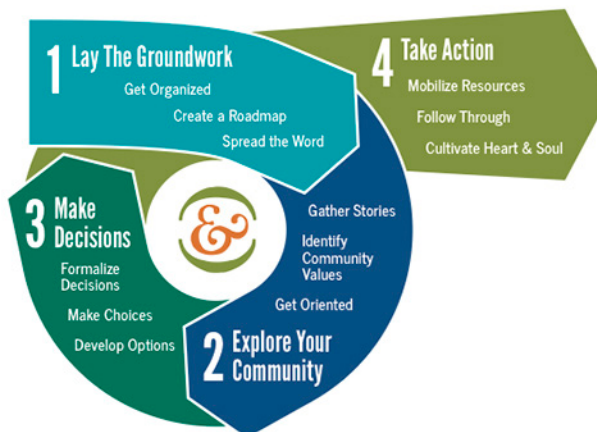 1 Lay The Groundwork
Get Organized
Create a Roadmap
Spread the Word
2 Explore Your
Community
Gather Stories
Identify
Community
Values
Get Oriented
3 Make
Decisions
Formalize
Decisions
Make Choices
Develop Options
4 Take Action
Mobilize Resources
Follow Through
Cultivate Heart & Soul
&